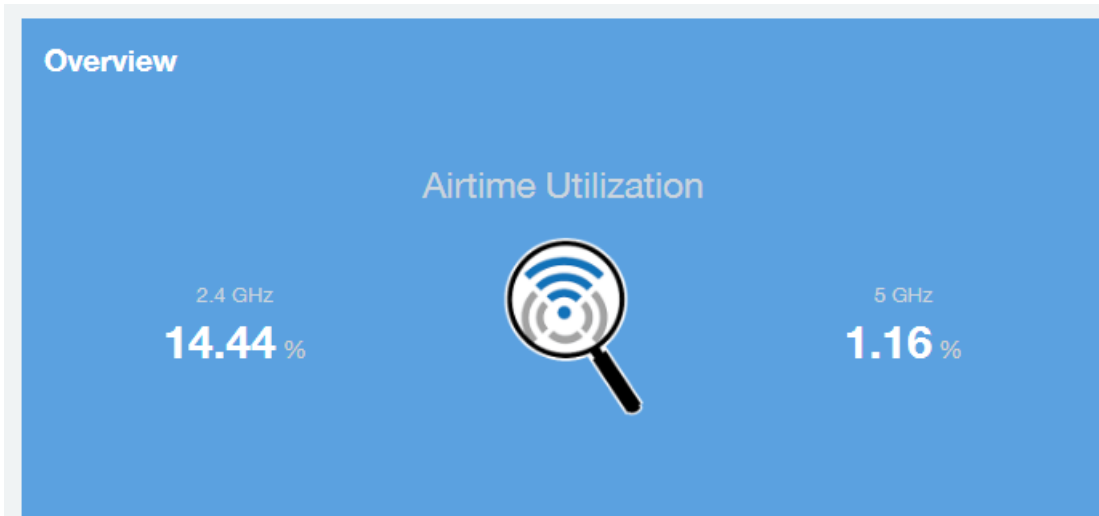 Overview
Airtime Utilization
2.4 GHz
14.44 %
5 GHz
1.16 %